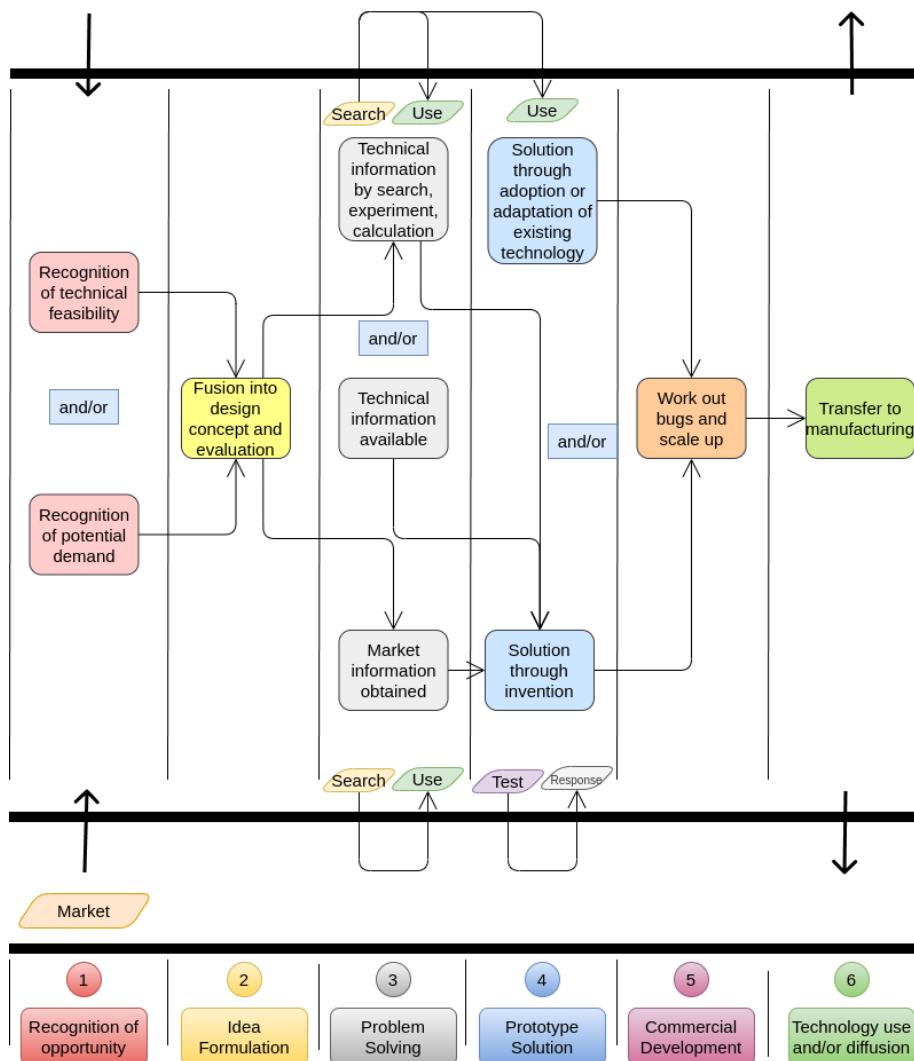 Search
Use
Use
Technical
information
by search,
experiment,
calculation
Solution
through
adoption or
adaptation of
existing
technology
Recognition
of technical
feasibility
and/or
and/or
Fusion into
design
concept and
evaluation
Technical
information
available
and/or
Work out
bugs and
scale up
Transfer to
manufacturing
Recognition
of potential
demand
Market
information
obtained
Solution
through
invention
Search
Use
Test
Response
Market
1
2
3
4
5
6
Recognition of
opportunity
Idea
Formulation
Problem
Solving
Prototype
Solution
Commercial
Development
Technology use
and/or diffusion